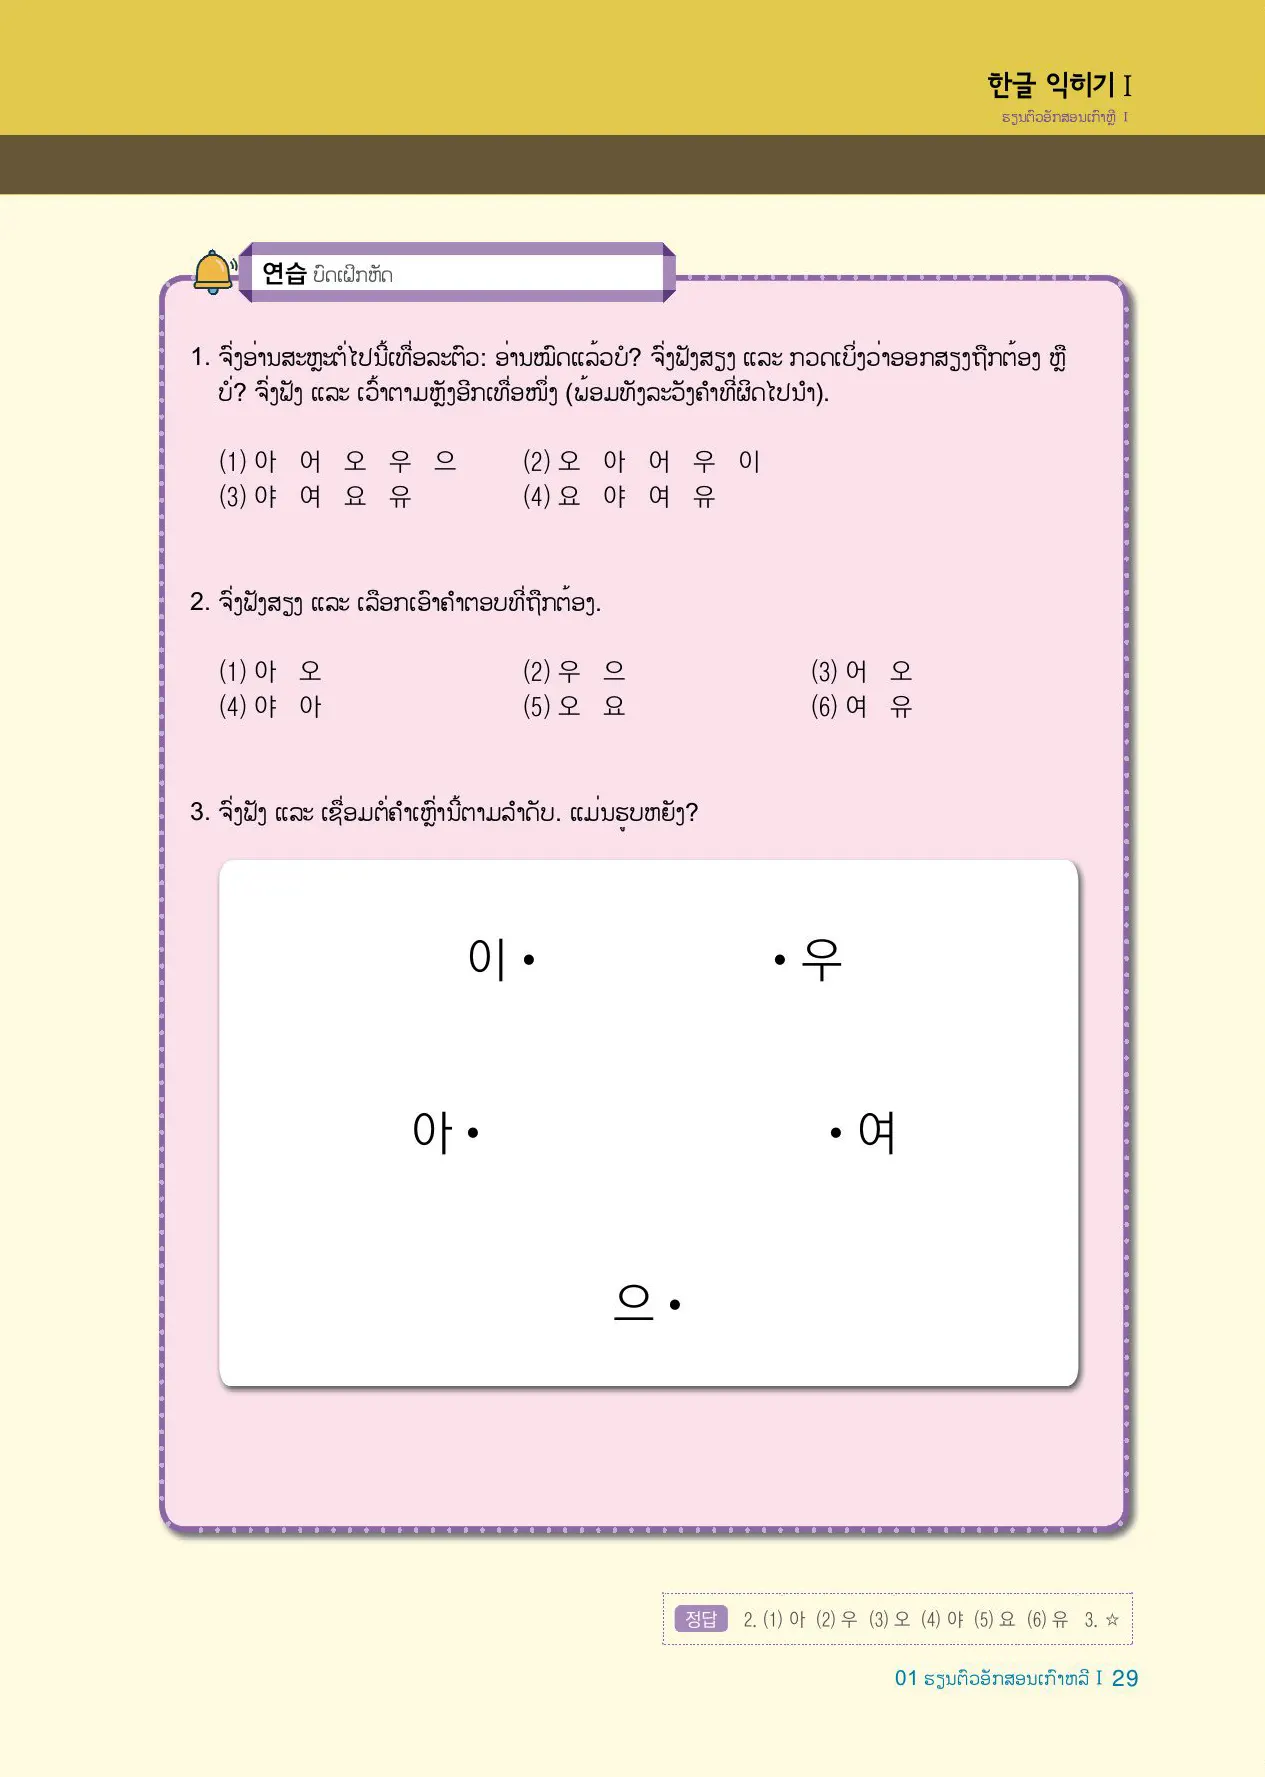 한글 익히기 I
ຮຽນຕົວອັກສອນເກົາຫຼີ I
연습 ບົດເຝິກຫັດ
1. ຈົ່ງອ່ານສະຫຼະຕໍ່ໄປນີ້ເທື່ອລະຕົວ: ອ່ານໝົດແລ້ວບໍ? ຈົ່ງຟັງສຽງ ແລະ ກວດເບິ່ງວ່າອອກສຽງຖືກຕ້ອງ ຫຼື
ບໍ່? ຈົ່ງຟັງ ແລະ ເວົ້າຕາມຫຼັງອີກເທື່ອໜຶ່ງ (ພ້ອມທັງລະວັງຄຳທີ່ຜິດໄປນຳ).
(1) 아 어 오 우 으 (2) 오 아 어 우 이
(3) 야 여 요 유 (4) 요 야 여 유
2. ຈົ່ງຟັງສຽງ ແລະ ເລືອກເອົາຄຳຕອບທີ່ຖືກຕ້ອງ.
(1) 아 오 (2) 우 으 (3) 어 오
(4) 야 아 (5) 오 요 (6) 여 유
3. ຈົ່ງຟັງ ແລະ ເຊື່ອມຕໍ່ຄຳເຫຼົ່ານີ້ຕາມລຳດັບ. ແມ່ນຮູບຫຍັງ?
이 • • 우
아 • • 여
으 •
정답 2. (1) 아 (2) 우 (3) 오 (4) 야 (5) 요 (6) 유 3. ☆
01 ຮຽນຕົວອັກສອນເກົາຫລີ I 29